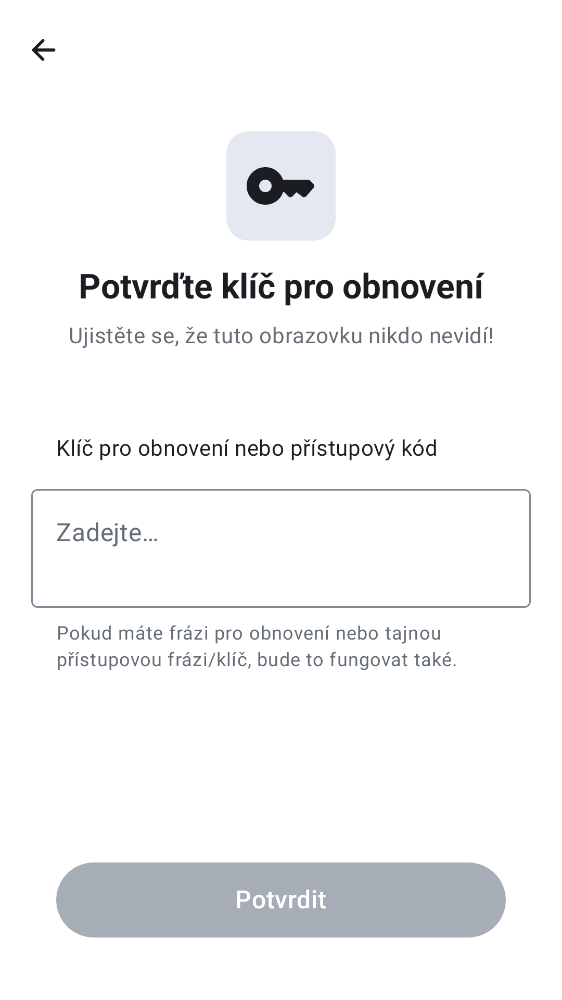 Potvrďte klíč pro obnovení
Ujistěte se, že tuto obrazovku nikdo nevidí!
Klíč pro obnovení nebo přístupový kód
Zadejte…
Pokud máte frázi pro obnovení nebo tajnou
přístupovou frázi/klíč, bude to fungovat také.
Potvrdit